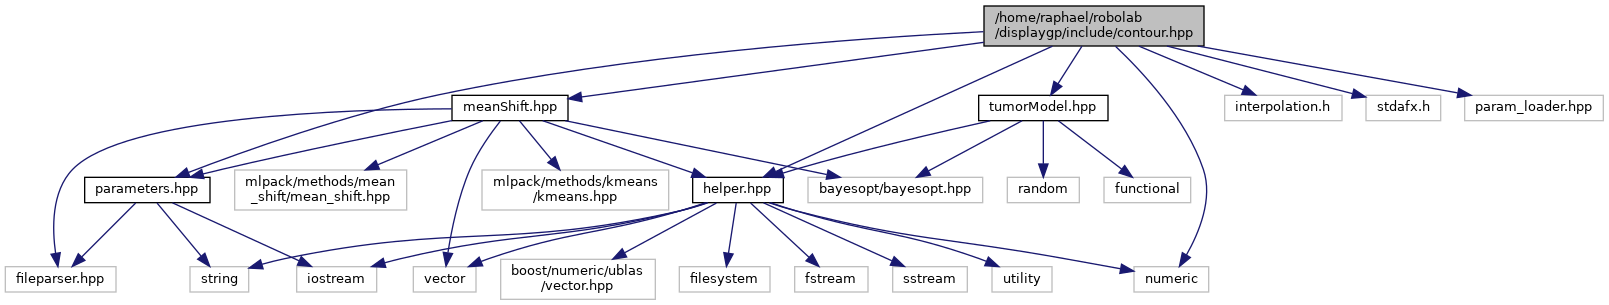 /home/raphael/robolab
/displaygp/include/contour.hpp
meanShift.hpp
tumorModel.hpp
interpolation.h
stdafx.h
param_loader.hpp
parameters.hpp
mlpack/methods/mean
_shift/mean_shift.hpp
mlpack/methods/kmeans
/kmeans.hpp
helper.hpp
bayesopt/bayesopt.hpp
random
functional
fileparser.hpp
string
iostream
vector
boost/numeric/ublas
/vector.hpp
filesystem
fstream
sstream
utility
numeric